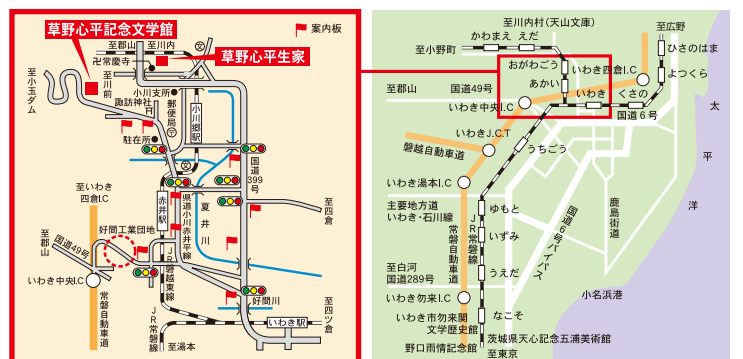 草野心平記念文学館
案内板
至郡山
至川内
文
草野心平生家
卍常慶寺
至小玉ダム
至川前
小川支所
諏訪神社
郵便局
小川郷駅
駐在所
文
国道399号
至いわき四倉I.C
赤井駅
県道小川赤井平線
夏井川
至四倉
好間工業団地
至郡山
国道49号
いわき中央I.C
JR磐越東線
好間川
常磐自動車道
JR常磐線
いわき駅
至四ツ倉
至湯本
至川内村(天山文庫)
至広野
かわまえ
えだ
至小野町
ひさのはま
おがわごう
いわき四倉I.C
よつくら
あかい
至郡山
国道49号
いわき
くさの
いわき中央I.C
国道6号
太平洋
いわきJ.C.T
うちごう
磐越自動車道
いわき湯本I.C
主要地方道
いわき・石川線
ゆもと
国道6号バイパス
鹿島街道
JR常磐線
常磐自動車道
いずみ
至白河
国道289号
うえだ
いわき勿来I.C
小名浜港
いわき市勿来関
文学歴史館
なこそ
茨城県天心記念五浦美術館
野口雨情記念館
至東京